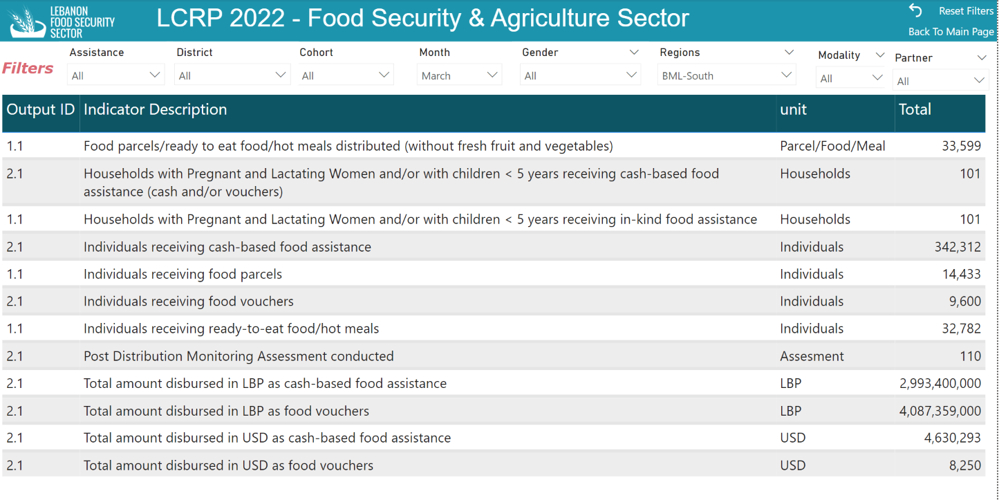 LEBANON
FOOD SECURITY
SECTOR
LCRP 2022 - Food Security & Agriculture Sector
Reset Filters
Back To Main Page
Filters
Assistance
All
District
All
Cohort
All
Month
March
Gender
All
Regions
BML-South
Modality
All
Partner
All
Output ID Indicator Description unit Total
1.1 Food parcels/ready to eat food/hot meals distributed (without fresh fruit and vegetables) Parcel/Food/Meal 33,599
2.1 Households with Pregnant and Lactating Women and/or with children < 5 years receiving cash-based food Households 101
assistance (cash and/or vouchers)
1.1 Households with Pregnant and Lactating Women and/or with children < 5 years receiving in-kind food assistance Households 101
2.1 Individuals receiving cash-based food assistance Individuals 342,312
1.1 Individuals receiving food parcels Individuals 14,433
2.1 Individuals receiving food vouchers Individuals 9,600
1.1 Individuals receiving ready-to-eat food/hot meals Individuals 32,782
2.1 Post Distribution Monitoring Assessment conducted Assesment 110
2.1 Total amount disbursed in LBP as cash-based food assistance LBP 2,993,400,000
2.1 Total amount disbursed in LBP as food vouchers LBP 4,087,359,000
2.1 Total amount disbursed in USD as cash-based food assistance USD 4,630,293
2.1 Total amount disbursed in USD as food vouchers USD 8,250